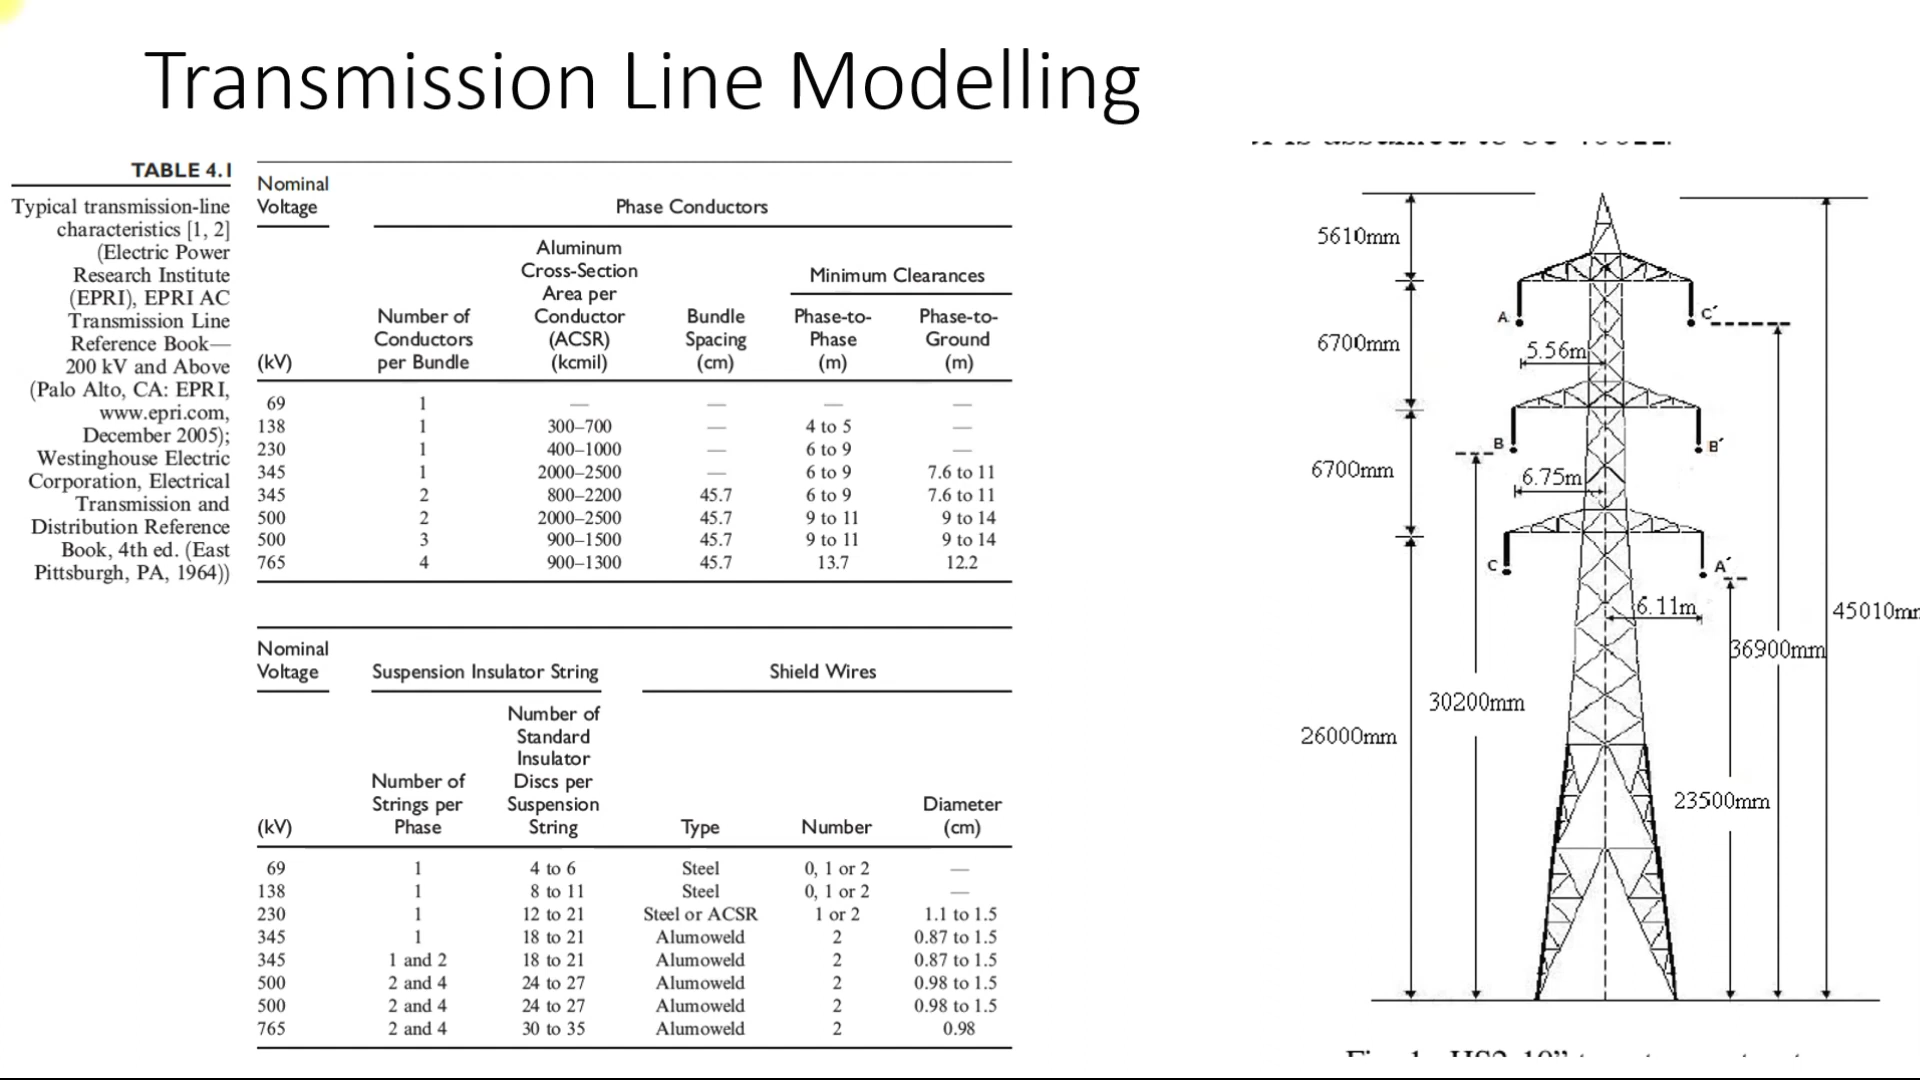 Transmission Line Modelling
TABLE 4.1
Typical transmission-line
characteristics [1, 2]
(Electric Power
Research Institute
(EPRI), EPRI AC
Transmission Line
Reference Book—
200 kV and Above
(Palo Alto, CA: EPRI,
www.epri.com,
December 2005);
Westinghouse Electric
Corporation, Electrical
Transmission and
Distribution Reference
Book, 4th ed. (East
Pittsburgh, PA, 1964))
Nominal
Voltage
Phase Conductors
Aluminum
Cross-Section
Area per
Conductor
(ACSR)
(kcmil)
Minimum Clearances
Number of
Conductors
per Bundle
Bundle
Spacing
(cm)
Phase-to-
Phase
(m)
Phase-to-
Ground
(m)
(kV)
69 1 — — — —
138 1 300–700 — 4 to 5 —
230 1 400–1000 — 6 to 9 —
345 1 2000–2500 — 6 to 9 7.6 to 11
345 2 800–2200 45.7 6 to 9 7.6 to 11
500 2 2000–2500 45.7 9 to 11 9 to 14
500 3 900–1500 45.7 9 to 11 9 to 14
765 4 900–1300 45.7 13.7 12.2
Nominal
Voltage
Suspension Insulator String
Shield Wires
Number of
Strings per
Phase
Number of
Standard
Insulator
Discs per
Suspension
String
Type
Number
Diameter
(cm)
(kV)
69 1 4 to 6 Steel 0, 1 or 2 —
138 1 8 to 11 Steel 0, 1 or 2 —
230 1 12 to 21 Steel or ACSR 1 or 2 1.1 to 1.5
345 1 18 to 21 Alumoweld 2 0.87 to 1.5
345 1 and 2 18 to 21 Alumoweld 2 0.87 to 1.5
500 2 and 4 24 to 27 Alumoweld 2 0.98 to 1.5
500 2 and 4 24 to 27 Alumoweld 2 0.98 to 1.5
765 2 and 4 30 to 35 Alumoweld 2 0.98
5610mm
A
C´
6700mm
5.56m
B
B´
6700mm
6.75m
C
A´
6.11m
45010m
36900mm
30200mm
26000mm
23500mm